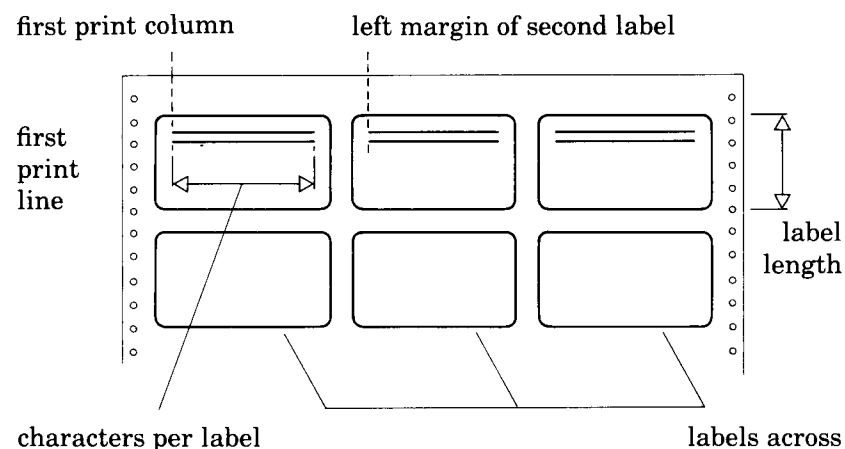 first print column
left margin of second label
first
print
line
label
length
characters per label
labels across